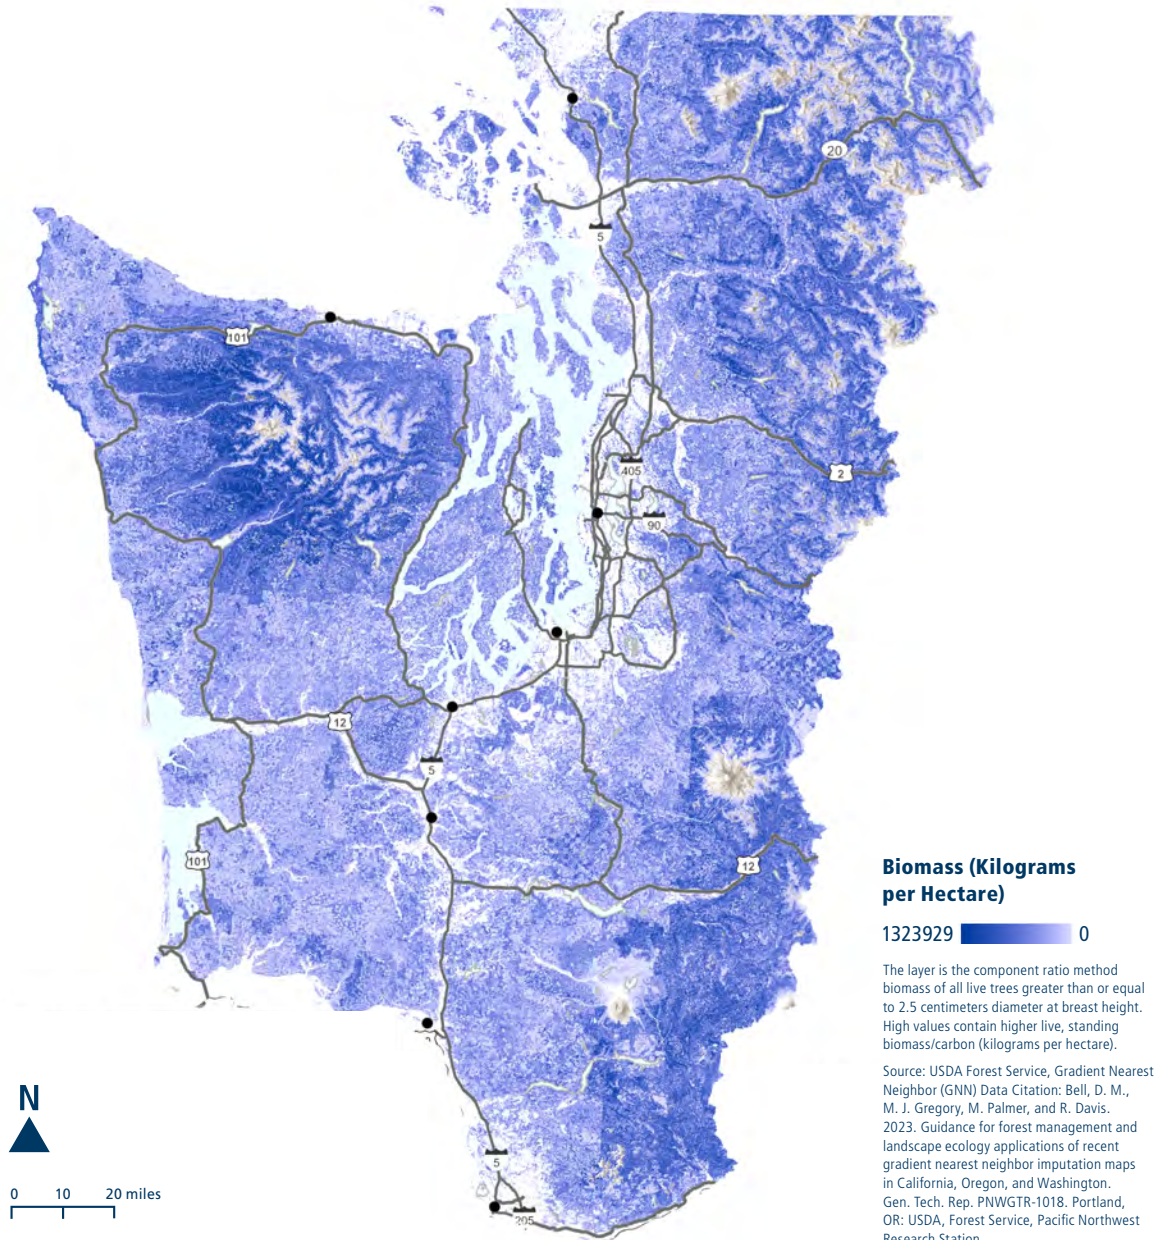 20
5
101
405
2
90
12
5
101
12
5
205
Biomass (Kilograms
per Hectare)
1323929 0
The layer is the component ratio method
biomass of all live trees greater than or equal
to 2.5 centimeters diameter at breast height.
High values contain higher live, standing
biomass/carbon (kilograms per hectare).
Source: USDA Forest Service, Gradient Nearest
Neighbor (GNN) Data Citation: Bell, D. M.,
M. J. Gregory, M. Palmer, and R. Davis.
2023. Guidance for forest management and
landscape ecology applications of recent
gradient nearest neighbor imputation maps
in California, Oregon, and Washington.
Gen. Tech. Rep. PNWGTR-1018. Portland,
OR: USDA, Forest Service, Pacific Northwest
Research Station
N
0 10 20 miles